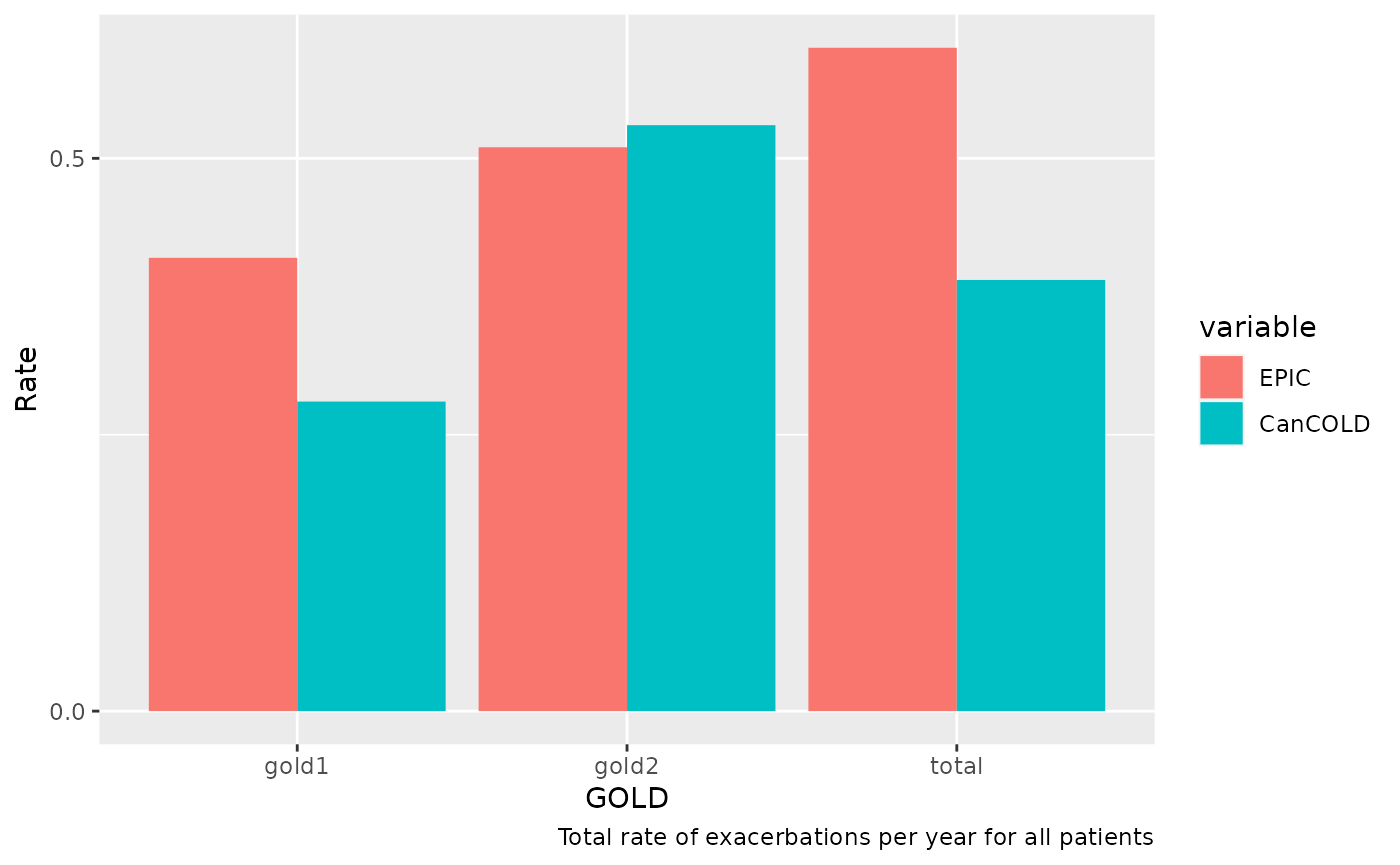 Rate
0.5
0.0
gold1
gold2
total
GOLD
Total rate of exacerbations per year for all patients
variable
EPIC
CanCOLD